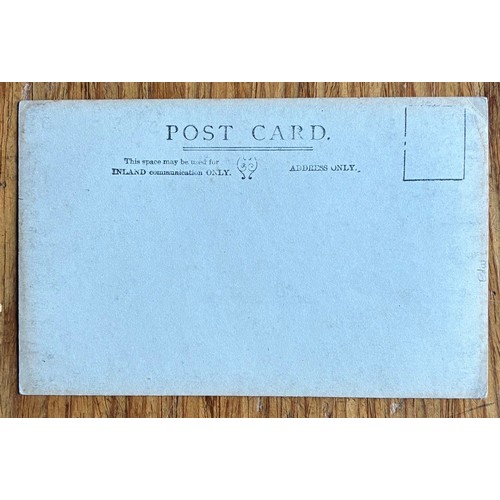 POST CARD.
This space may be used for
INLAND communication ONLY.
ADDRESS ONLY.